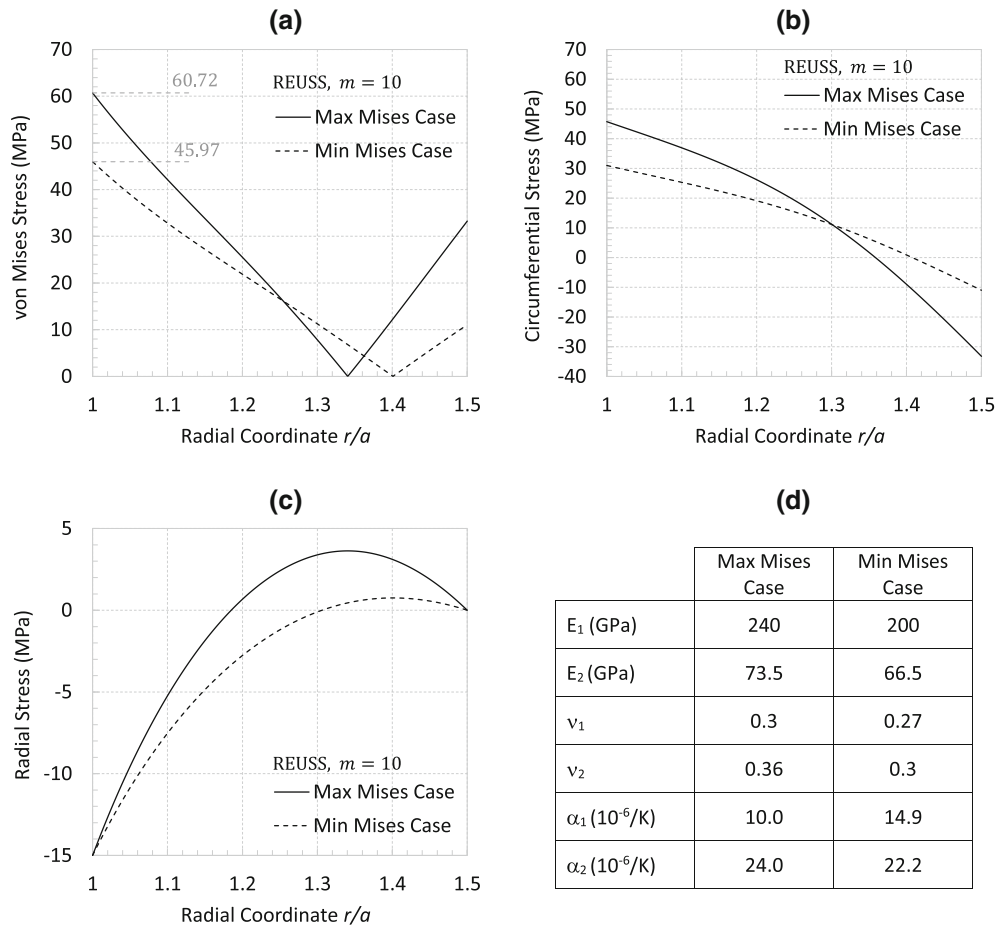 (a)
von Mises Stress (MPa)
70
60
50
40
30
20
10
0
60.72
45.97
REUSS, m = 10
Max Mises Case
Min Mises Case
1 1.1 1.2 1.3 1.4 1.5
Radial Coordinate r/a
(b)
Circumferential Stress (MPa)
70
60
50
40
30
20
10
0
-10
-20
-30
-40
REUSS, m = 10
Max Mises Case
Min Mises Case
1 1.1 1.2 1.3 1.4 1.5
Radial Coordinate r/a
(c)
Radial Stress (MPa)
5
0
-5
-10
-15
REUSS, m = 10
Max Mises Case
Min Mises Case
1 1.1 1.2 1.3 1.4 1.5
Radial Coordinate r/a
(d)
Max Mises Case Min Mises Case
E₁ (GPa) 240 200
E₂ (GPa) 73.5 66.5
ν₁ 0.3 0.27
ν₂ 0.36 0.3
α₁ (10⁻⁶/K) 10.0 14.9
α₂ (10⁻⁶/K) 24.0 22.2